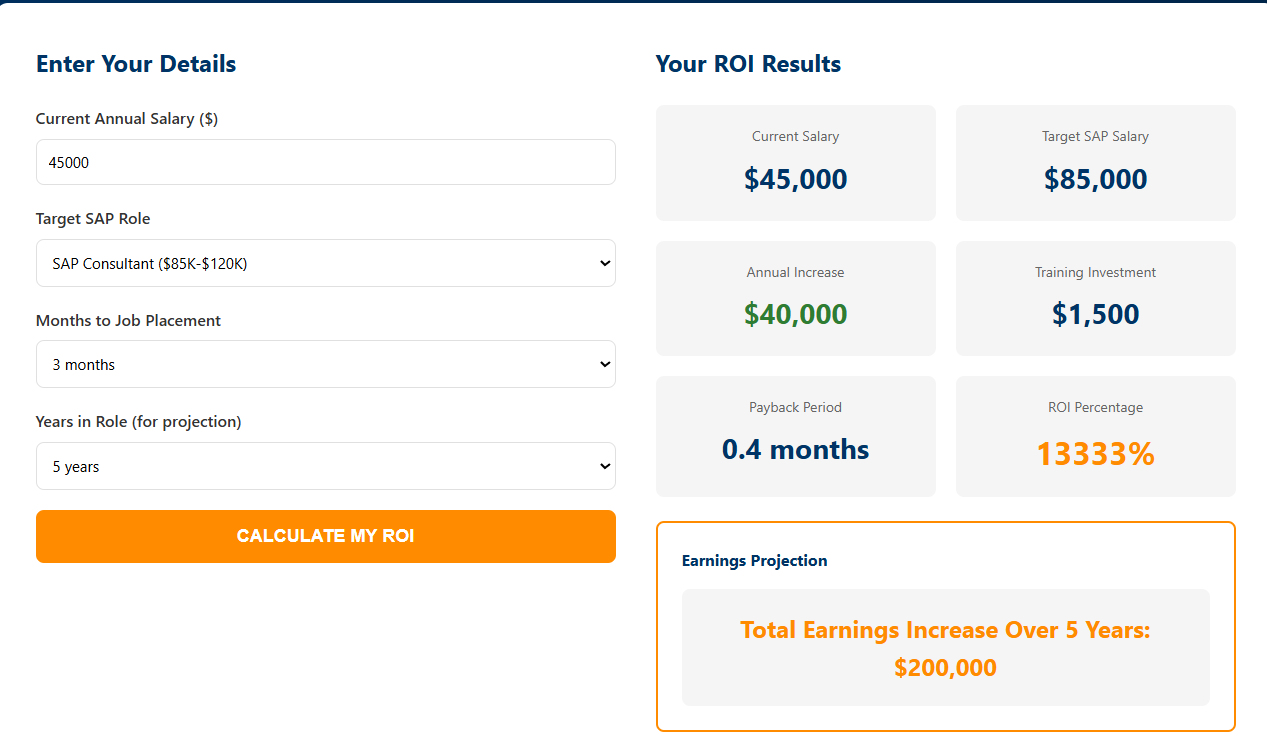 Enter Your Details
Current Annual Salary ($)
45000
Target SAP Role
SAP Consultant ($85K-$120K)
Months to Job Placement
3 months
Years in Role (for projection)
5 years
CALCULATE MY ROI
Your ROI Results
Current Salary
$45,000
Target SAP Salary
$85,000
Annual Increase
$40,000
Training Investment
$1,500
Payback Period
0.4 months
ROI Percentage
13333%
Earnings Projection
Total Earnings Increase Over 5 Years:
$200,000